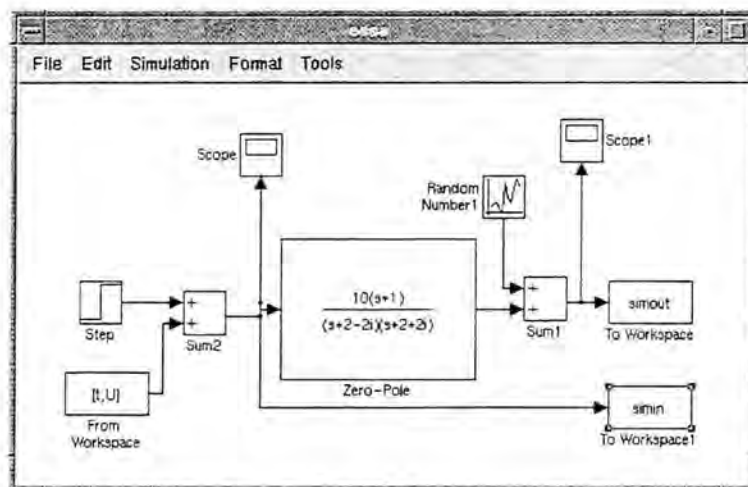 File Edit Simulation Format Tools
Scope
Scope1
Random
Number1
10(s+1)
(s+2-2i)(s+2+2i)
+
+
+
+
simout
Step
Sum2
Sum1
To Workspace
Zero-Pole
[t,U]
simin
From
Workspace
To Workspace1